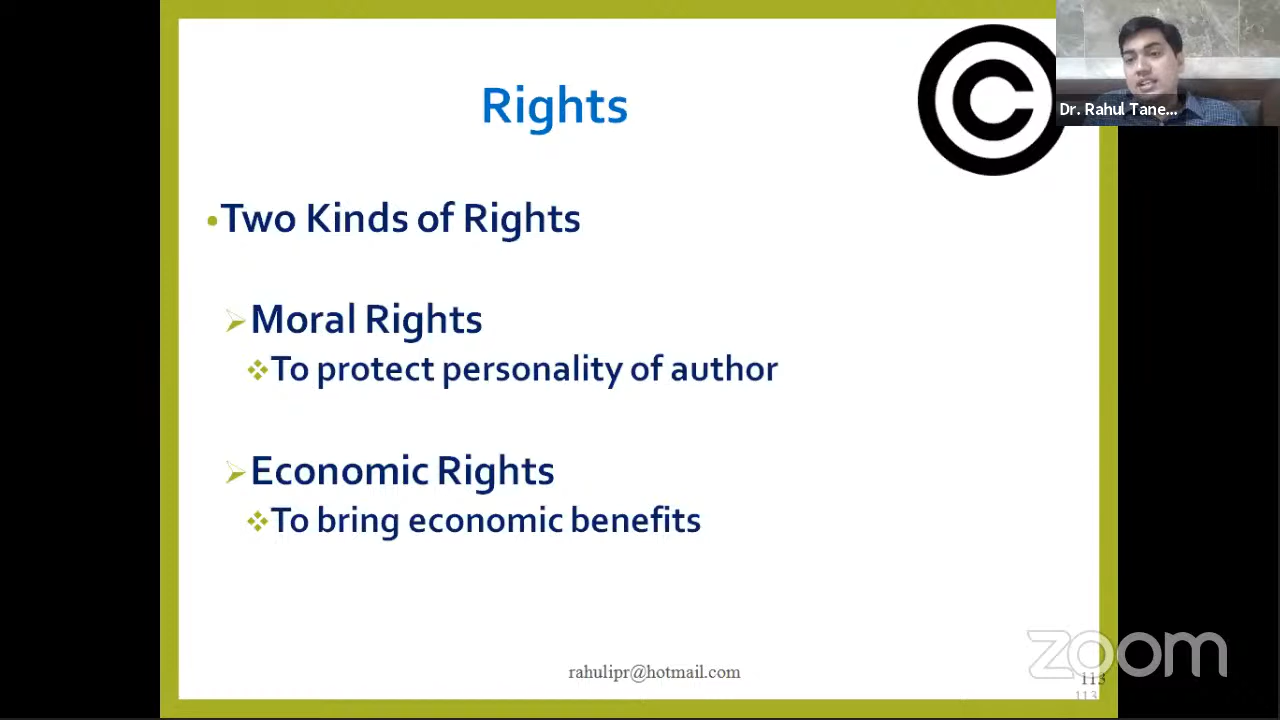 Rights
Dr. Rahul Tane...
•Two Kinds of Rights
Moral Rights
To protect personality of author
Economic Rights
To bring economic benefits
zoom
rahulipr@hotmail.com
113
113